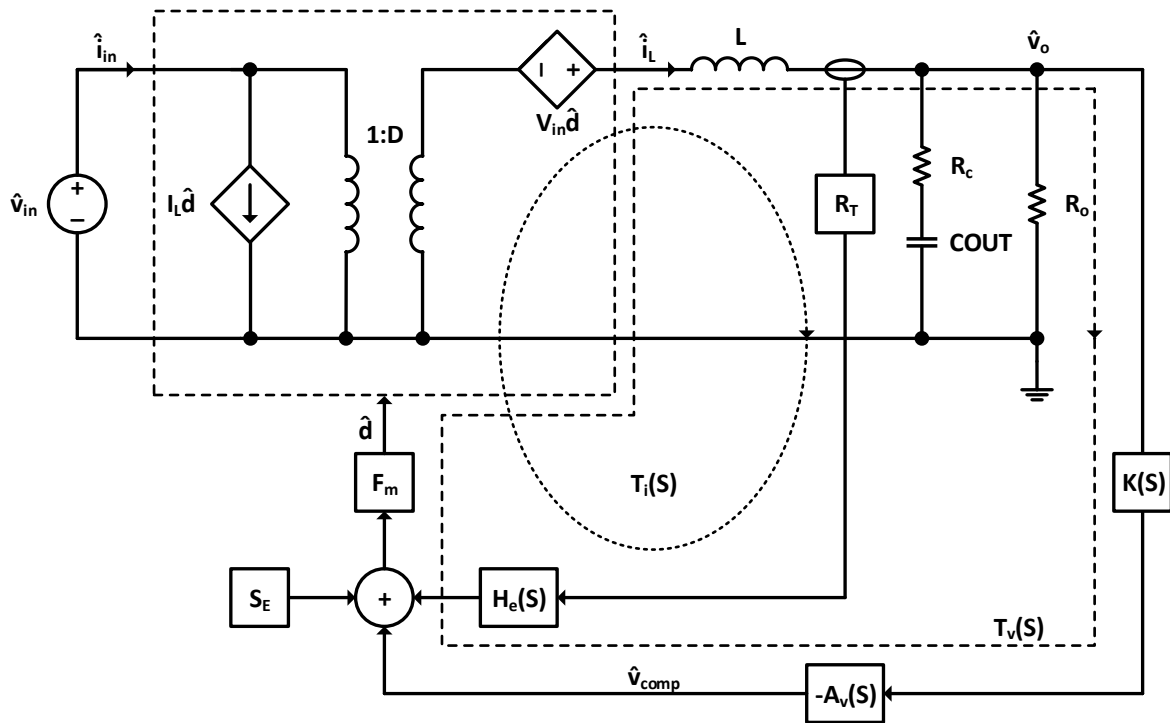 î_in
î_L
L
v̂_o
+
−
v̂_in
I_L d̂
1:D
− +
V_in d̂
R_T
R_c
COUT
R_o
d̂
F_m
T_i(S)
K(S)
S_E
+
H_e(S)
T_v(S)
v̂_comp
-A_v(S)